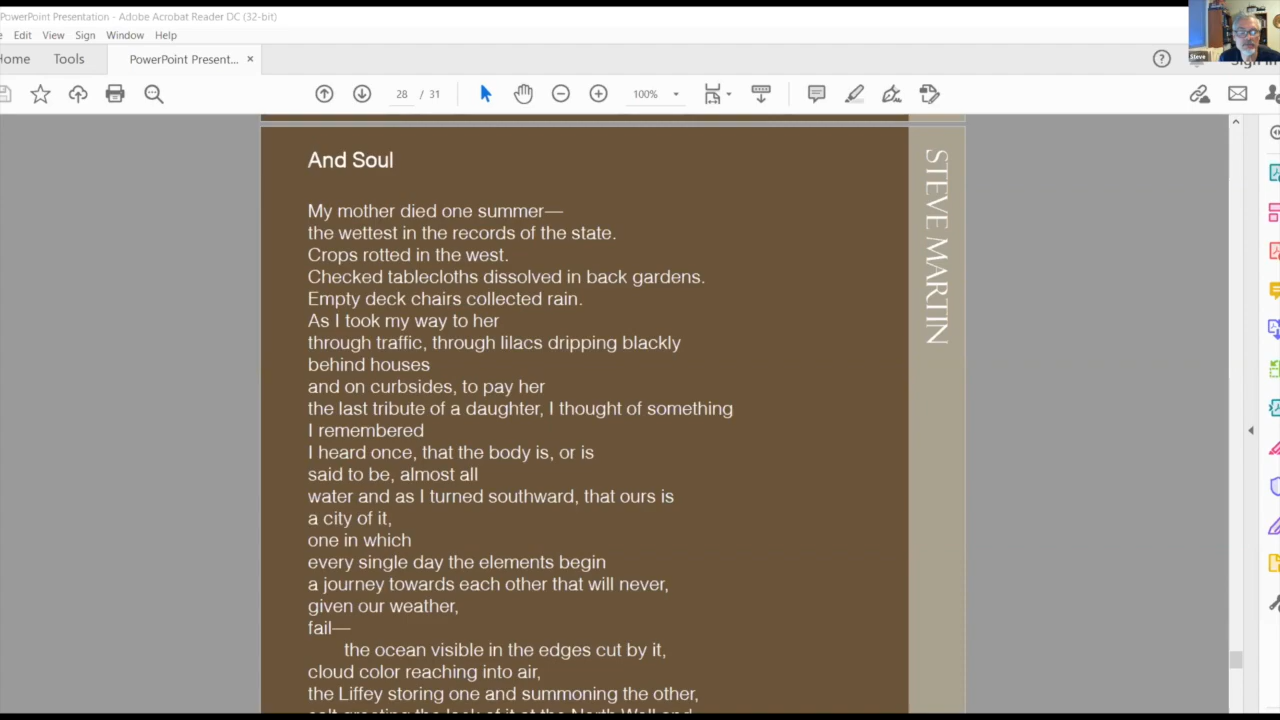 PowerPoint Presentation - Adobe Acrobat Reader DC (32-bit)
Edit View Sign Window Help
Home Tools PowerPoint Present... ×
28 / 31 100%
Steve
And Soul
My mother died one summer—
the wettest in the records of the state.
Crops rotted in the west.
Checked tablecloths dissolved in back gardens.
Empty deck chairs collected rain.
As I took my way to her
through traffic, through lilacs dripping blackly
behind houses
and on curbsides, to pay her
the last tribute of a daughter, I thought of something
I remembered
I heard once, that the body is, or is
said to be, almost all
water and as I turned southward, that ours is
a city of it,
one in which
every single day the elements begin
a journey towards each other that will never,
given our weather,
fail—
the ocean visible in the edges cut by it,
cloud color reaching into air,
the Liffey storing one and summoning the other,
STEVE MARTIN